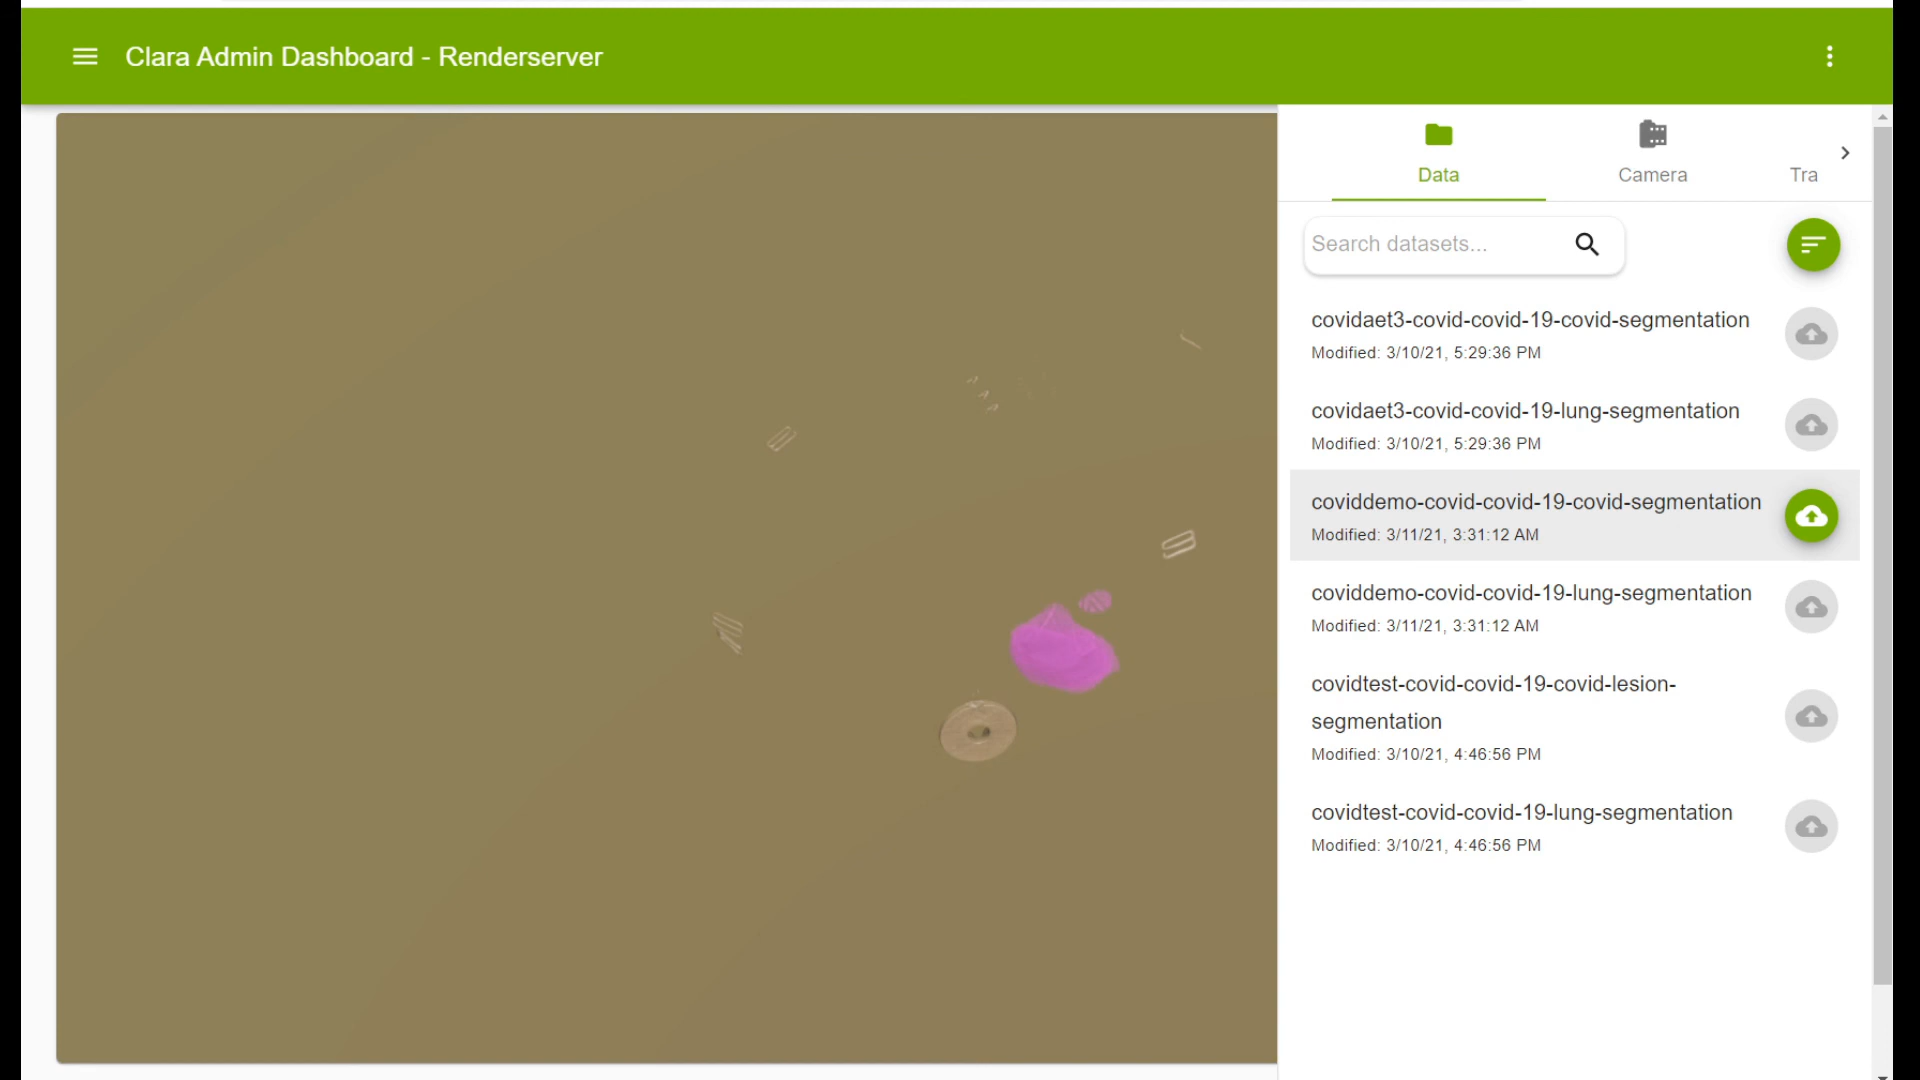 Clara Admin Dashboard - Renderserver
Data
Camera
Tra
Search datasets...
covidaet3-covid-covid-19-covid-segmentation
Modified: 3/10/21, 5:29:36 PM
covidaet3-covid-covid-19-lung-segmentation
Modified: 3/10/21, 5:29:36 PM
coviddemo-covid-covid-19-covid-segmentation
Modified: 3/11/21, 3:31:12 AM
coviddemo-covid-covid-19-lung-segmentation
Modified: 3/11/21, 3:31:12 AM
covidtest-covid-covid-19-covid-lesion-
segmentation
Modified: 3/10/21, 4:46:56 PM
covidtest-covid-covid-19-lung-segmentation
Modified: 3/10/21, 4:46:56 PM